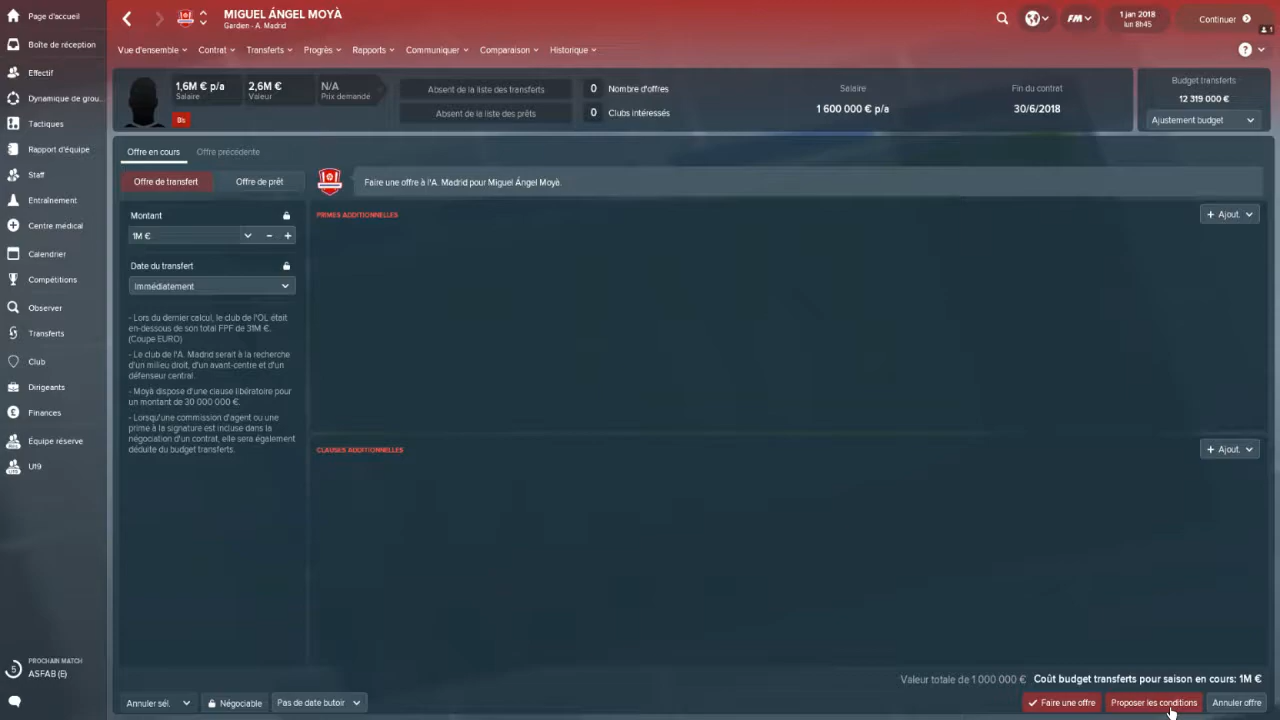 Page d'accueil
Boîte de réception
Effectif
Dynamique de grou...
Tactiques
Rapport d'équipe
Staff
Entraînement
Centre médical
Calendrier
Compétitions
Observer
Transferts
Club
Dirigeants
Finances
Équipe réserve
U19
5
PROCHAIN MATCH
ASFAB (E)
MIGUEL ÁNGEL MOYÀ
Gardien - A. Madrid
FM
1 jan 2018
lun 8h45
Continuer
1
Vue d'ensemble
Contrat
Transferts
Progrès
Rapports
Communiquer
Comparaison
Historique
?
1,6M € p/a
Salaire
2,6M €
Valeur
N/A
Prix demandé
Absent de la liste des transferts
Absent de la liste des prêts
0 Nombre d'offres
0 Clubs intéressés
Salaire
1 600 000 € p/a
Fin du contrat
30/6/2018
Budget transferts
12 319 000 €
Ajustement budget
Offre en cours
Offre précédente
Offre de transfert
Offre de prêt
Faire une offre à l'A. Madrid pour Miguel Ángel Moyà.
Montant
1M €
- +
Date du transfert
Immédiatement
- Lors du dernier calcul, le club de l'OL était
en-dessous de son total FPF de 31M €.
(Coupe EURO)
- Le club de l'A. Madrid serait à la recherche
d'un milieu droit, d'un avant-centre et d'un
défenseur central.
- Moyà dispose d'une clause libératoire pour
un montant de 30 000 000 €.
- Lorsqu'une commission d'agent ou une
prime à la signature est incluse dans la
négociation d'un contrat, elle sera également
déduite du budget transferts.
PRIMES ADDITIONNELLES
+ Ajout.
CLAUSES ADDITIONNELLES
+ Ajout.
Valeur totale de 1 000 000 €
Coût budget transferts pour saison en cours: 1M €
Annuler sél.
Négociable
Pas de date butoir
Faire une offre
Proposer les conditions
Annuler offre